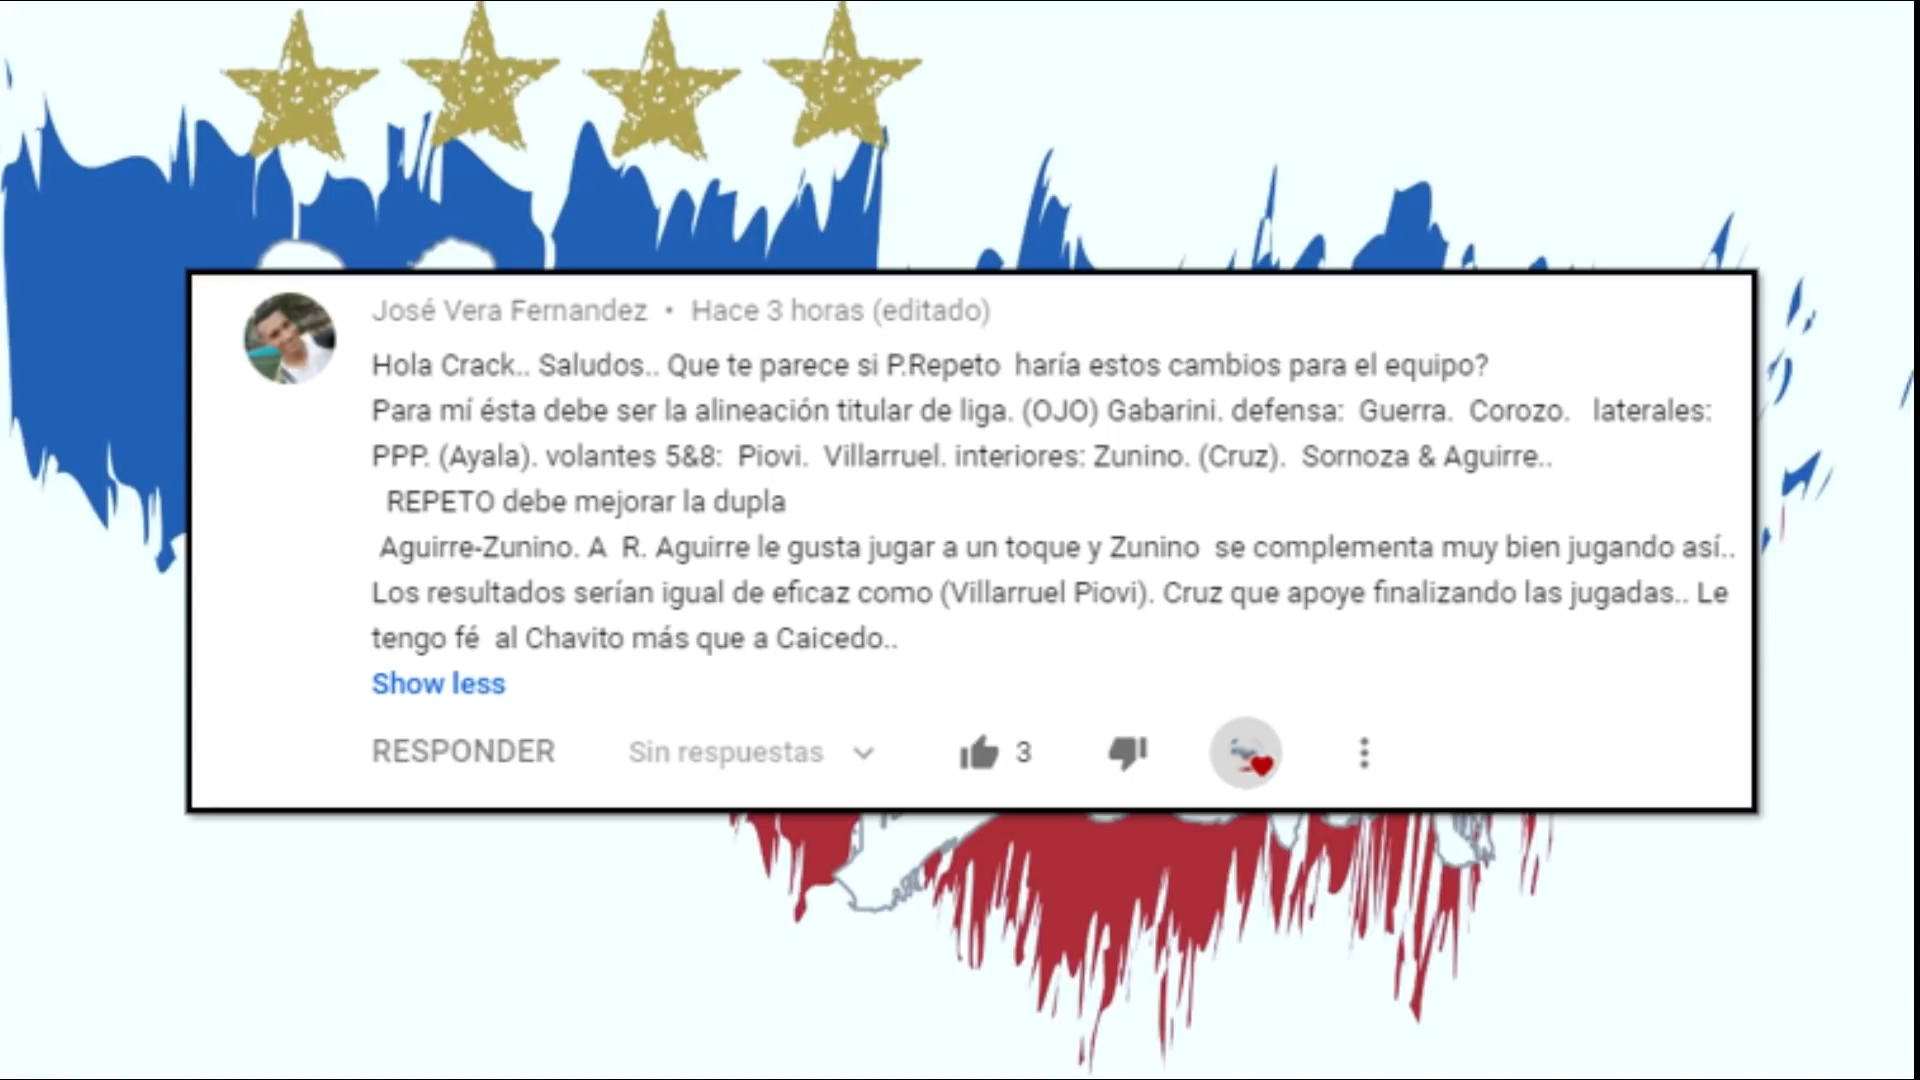 José Vera Fernandez • Hace 3 horas (editado)
Hola Crack.. Saludos.. Que te parece si P.Repeto haría estos cambios para el equipo?
Para mí ésta debe ser la alineación titular de liga. (OJO) Gabarini. defensa: Guerra. Corozo. laterales:
PPP. (Ayala). volantes 5&8: Piovi. Villarruel. interiores: Zunino. (Cruz). Sornoza & Aguirre..
REPETO debe mejorar la dupla
Aguirre-Zunino. A R. Aguirre le gusta jugar a un toque y Zunino se complementa muy bien jugando así..
Los resultados serían igual de eficaz como (Villarruel Piovi). Cruz que apoye finalizando las jugadas.. Le
tengo fé al Chavito más que a Caicedo..
Show less
RESPONDER Sin respuestas 3